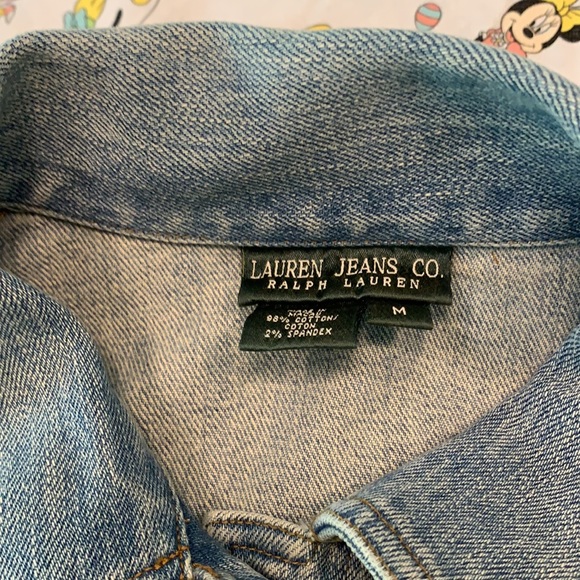 LAUREN JEANS CO.
RALPH LAUREN
M
98% COTTON/
COTON
2% SPANDEX